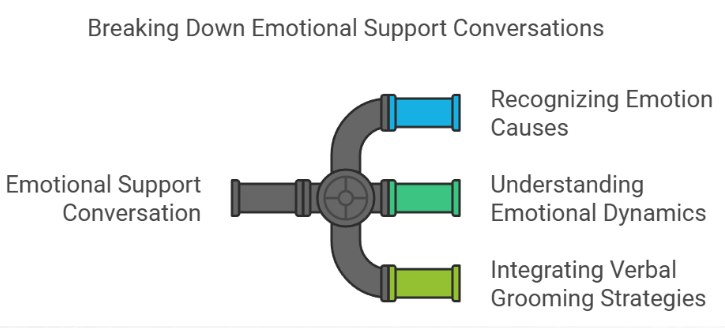 Breaking Down Emotional Support Conversations
Recognizing Emotion
Causes
Emotional Support
Conversation
Understanding
Emotional Dynamics
Integrating Verbal
Grooming Strategies